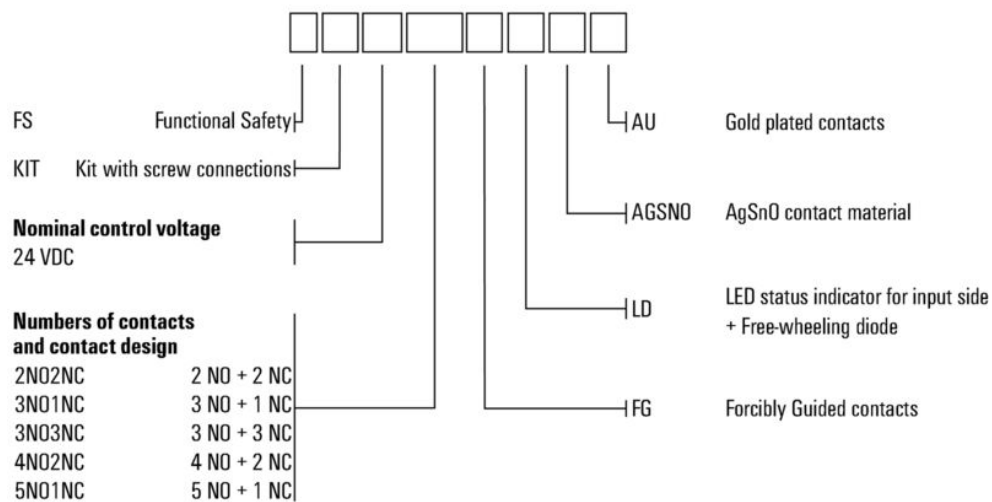 FS Functional Safety
KIT Kit with screw connections
Nominal control voltage
24 VDC
Numbers of contacts
and contact design
2NO2NC 2 NO + 2 NC
3NO1NC 3 NO + 1 NC
3NO3NC 3 NO + 3 NC
4NO2NC 4 NO + 2 NC
5NO1NC 5 NO + 1 NC
AU Gold plated contacts
AGSNO AgSnO contact material
LD LED status indicator for input side
+ Free-wheeling diode
FG Forcibly Guided contacts